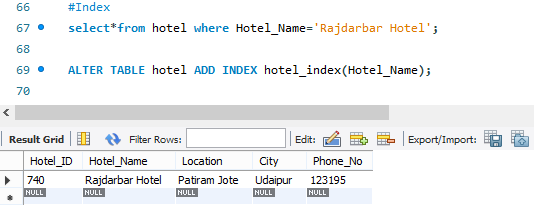 66 #Index
67 select*from hotel where Hotel_Name='Rajdarbar Hotel';
68
69 ALTER TABLE hotel ADD INDEX hotel_index(Hotel_Name);
70
Result Grid Filter Rows: Edit: Export/Import:
Hotel_ID Hotel_Name Location City Phone_No
740 Rajdarbar Hotel Patiram Jote Udaipur 123195
NULL NULL NULL NULL NULL